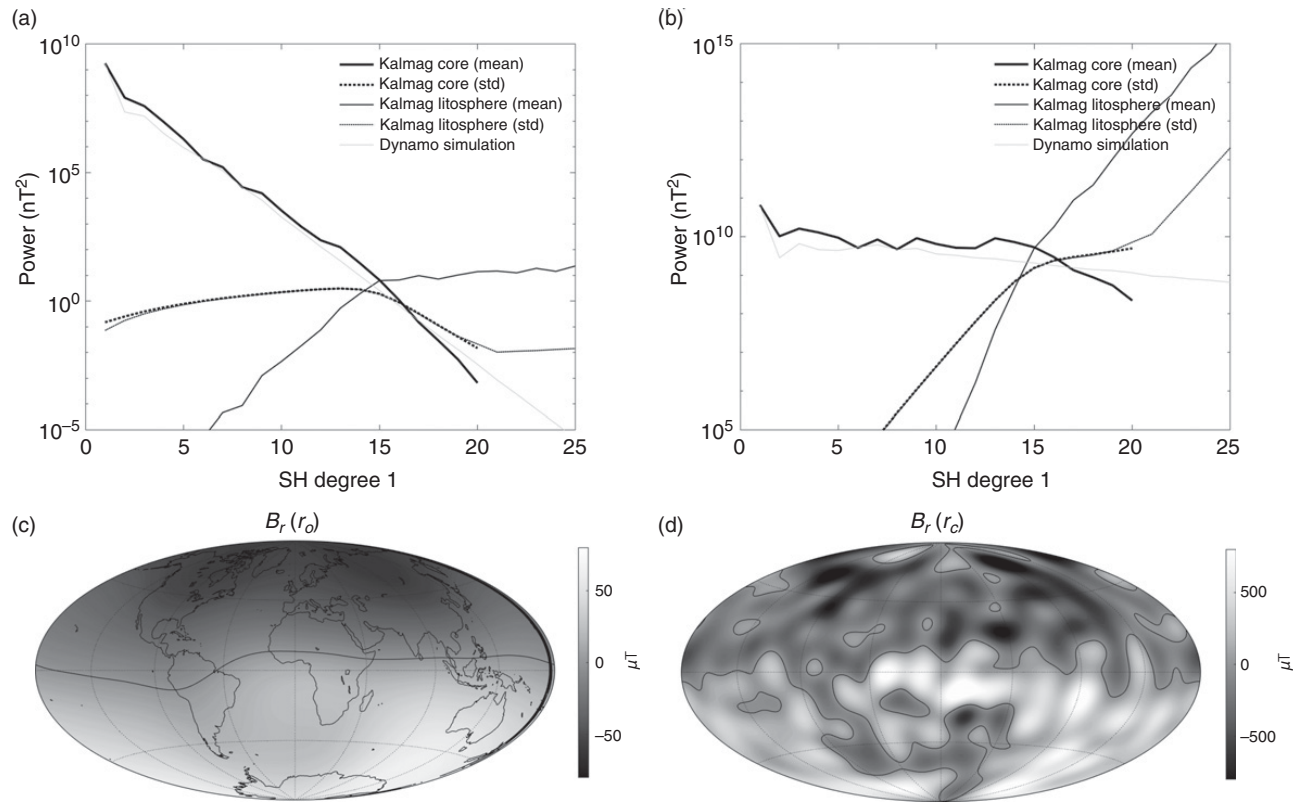 (a)
10^10
10^5
10^0
10^−5
Power (nT^2)
Kalmag core (mean)
Kalmag core (std)
Kalmag litosphere (mean)
Kalmag litosphere (std)
Dynamo simulation
0 5 10 15 20 25
SH degree 1
(b)
10^15
10^10
10^5
Power (nT^2)
Kalmag core (mean)
Kalmag core (std)
Kalmag litosphere (mean)
Kalmag litosphere (std)
Dynamo simulation
0 5 10 15 20 25
SH degree 1
(c)
B_r (r_o)
50
0
−50
μT
(d)
B_r (r_c)
500
0
−500
μT